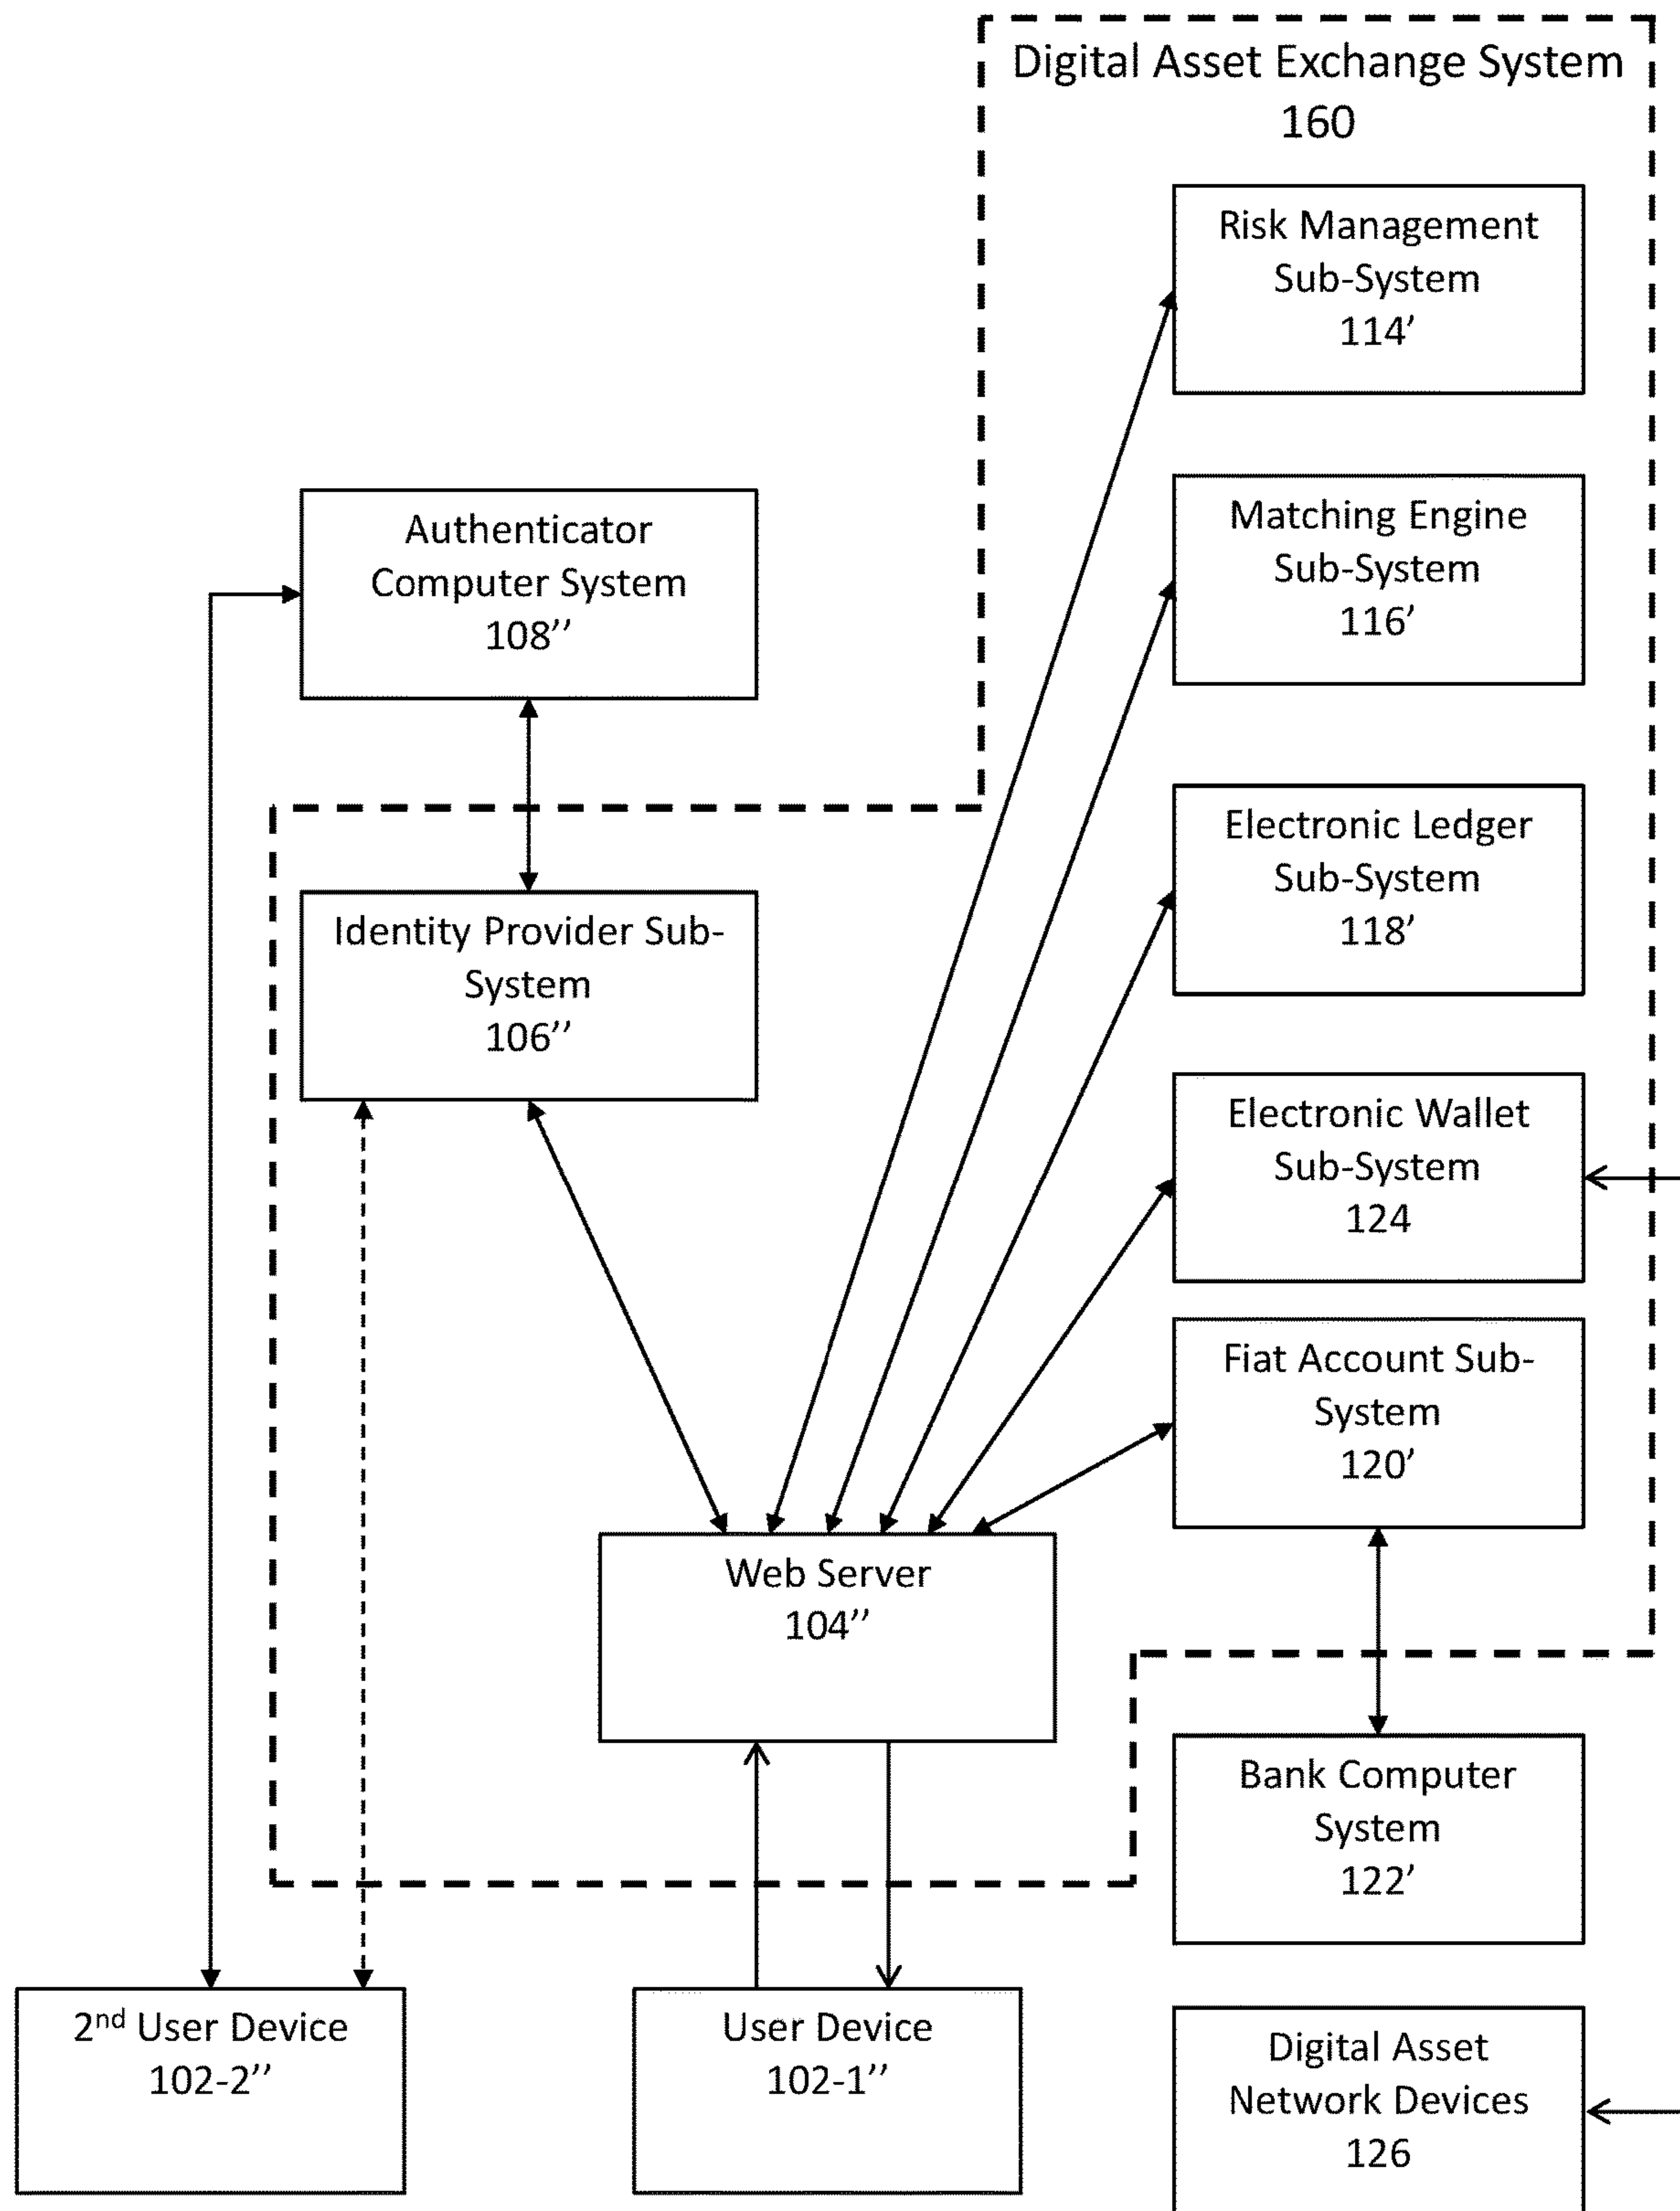 Digital Asset Exchange System
160
Risk Management
Sub-System
114’
Matching Engine
Sub-System
116’
Authenticator
Computer System
108’’
Electronic Ledger
Sub-System
118’
Identity Provider Sub-
System
106’’
Electronic Wallet
Sub-System
124
Fiat Account Sub-
System
120’
Web Server
104’’
Bank Computer
System
122’
2nd User Device
102-2’’
User Device
102-1’’
Digital Asset
Network Devices
126